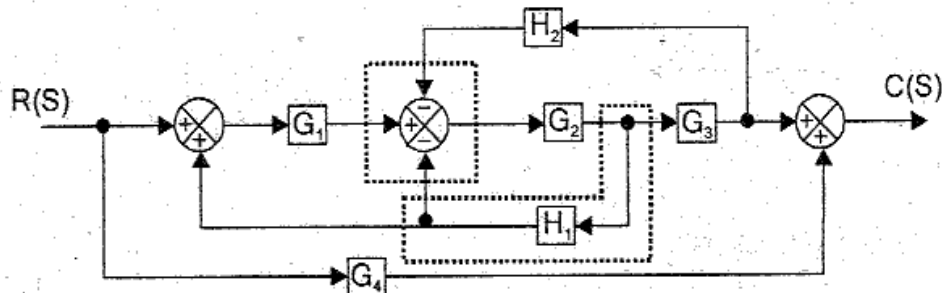 H₂
R(S)
C(S)
−
+
+
G₁
+
−
−
G₂
G₃
+
+
H₁
G₄